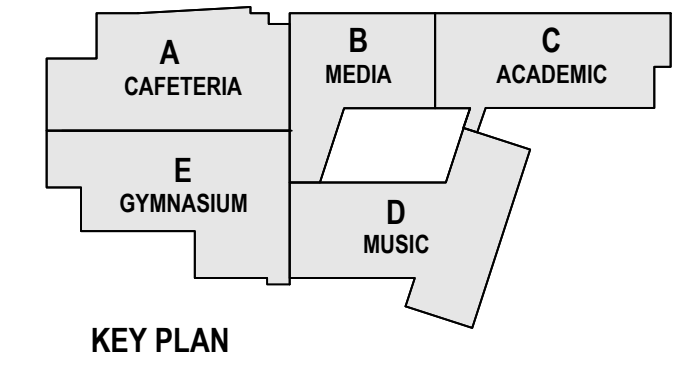 A
CAFETERIA
B
MEDIA
C
ACADEMIC
E
GYMNASIUM
D
MUSIC
KEY PLAN